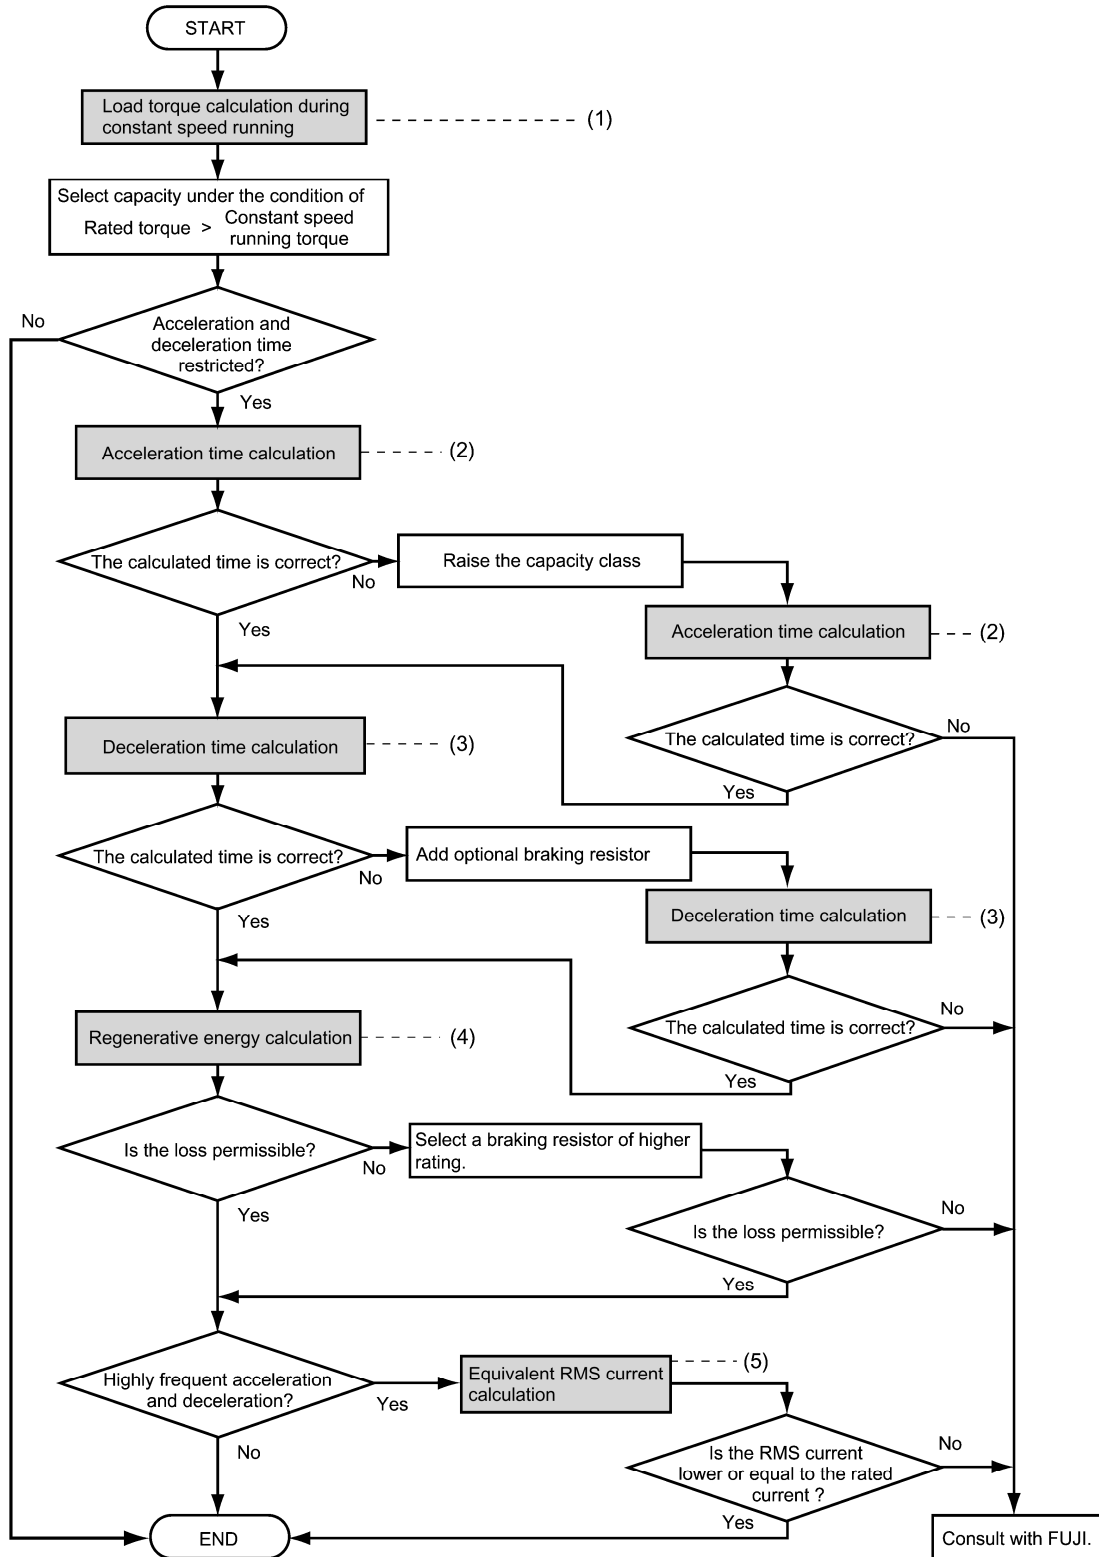 START
Load torque calculation during
constant speed running
(1)
Select capacity under the condition of
Rated torque > Constant speed
running torque
No
Acceleration and
deceleration time
restricted?
Yes
Acceleration time calculation
(2)
The calculated time is correct?
No
Raise the capacity class
Yes
Acceleration time calculation
(2)
Deceleration time calculation
(3)
The calculated time is correct?
No
Yes
The calculated time is correct?
No
Add optional braking resistor
Yes
Deceleration time calculation
(3)
Regenerative energy calculation
(4)
The calculated time is correct?
No
Yes
Is the loss permissible?
No
Select a braking resistor of higher
rating.
Yes
Is the loss permissible?
No
Yes
Highly frequent acceleration
and deceleration?
Yes
Equivalent RMS current
calculation
(5)
No
Is the RMS current
lower or equal to the rated
current ?
No
Yes
END
Consult with FUJI.